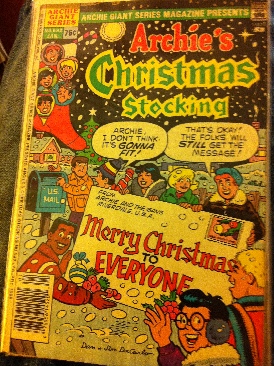 ARCHIE
GIANT
SERIES
ARCHIE GIANT SERIES MAGAZINE PRESENTS
JAN.
75¢
Archie's
Christmas
Stocking
ARCHIE,
I DON'T THINK
IT'S GONNA
FIT!
THAT'S OKAY!
THE FOLKS WILL
STILL GET THE
MESSAGE!
US
MAIL
FROM
ARCHIE AND THE GANG
RIVERDALE, U.S.A.
Merry Christmas
TO
EVERYONE